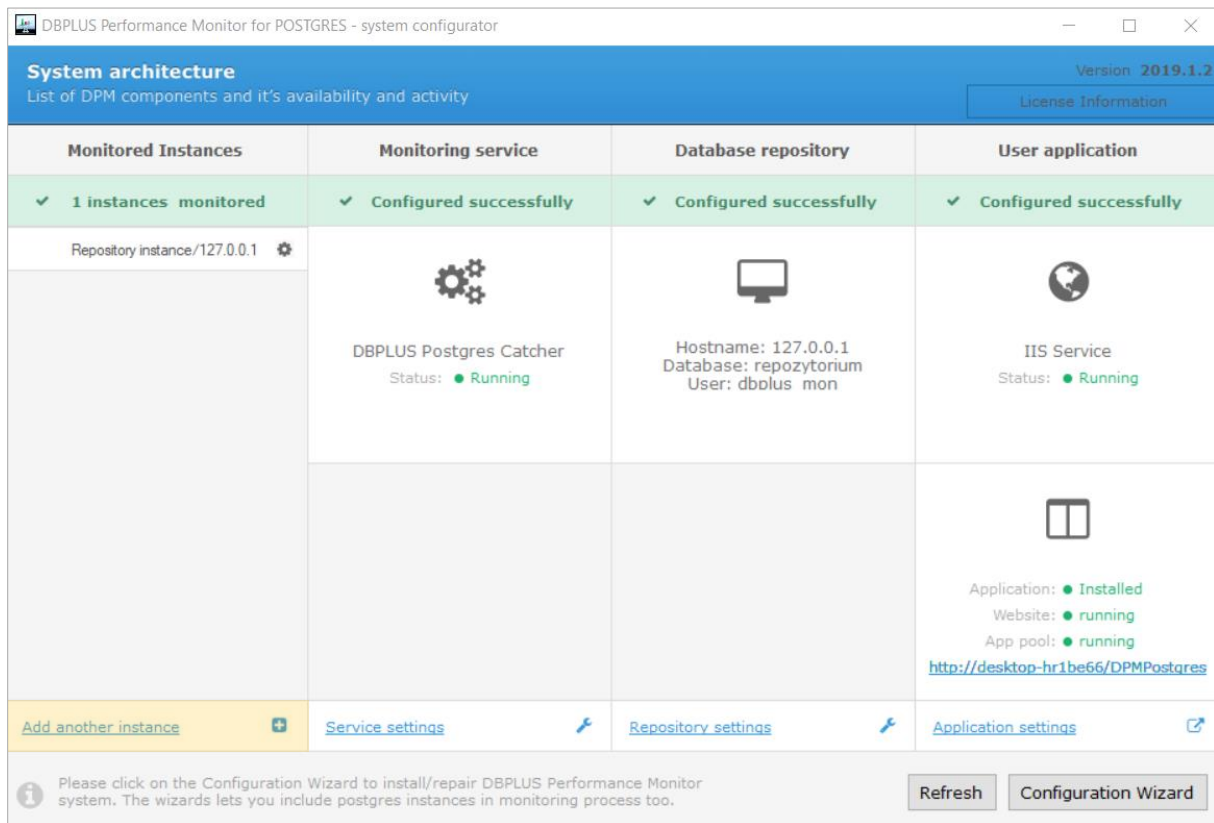 DBPLUS Performance Monitor for POSTGRES - system configurator
System architecture
List of DPM components and it's availability and activity
Version 2019.1.2
License Information
Monitored Instances
Monitoring service
Database repository
User application
1 instances monitored
Configured successfully
Configured successfully
Configured successfully
Repository instance/127.0.0.1
DBPLUS Postgres Catcher
Status: Running
Hostname: 127.0.0.1
Database: repozytorium
User: dbplus_mon
IIS Service
Status: Running
Application: Installed
Website: running
App pool: running
http://desktop-hr1be66/DPMPostgres
Add another instance
Service settings
Repository settings
Application settings
Please click on the Configuration Wizard to install/repair DBPLUS Performance Monitor
system. The wizards lets you include postgres instances in monitoring process too.
Refresh
Configuration Wizard